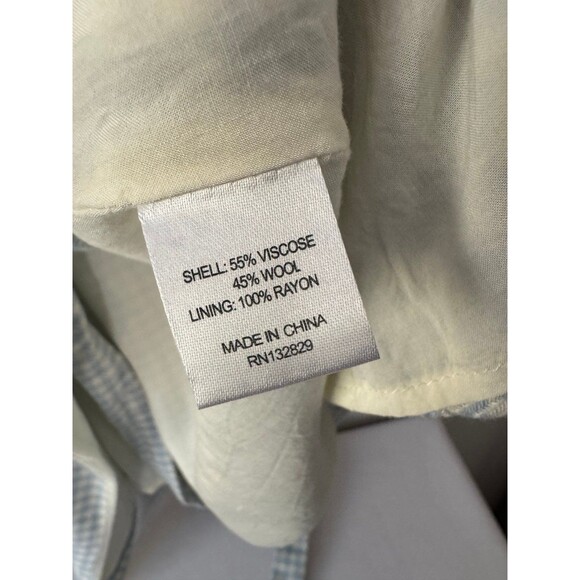 SHELL: 55% VISCOSE
45% WOOL
LINING: 100% RAYON
MADE IN CHINA
RN132829